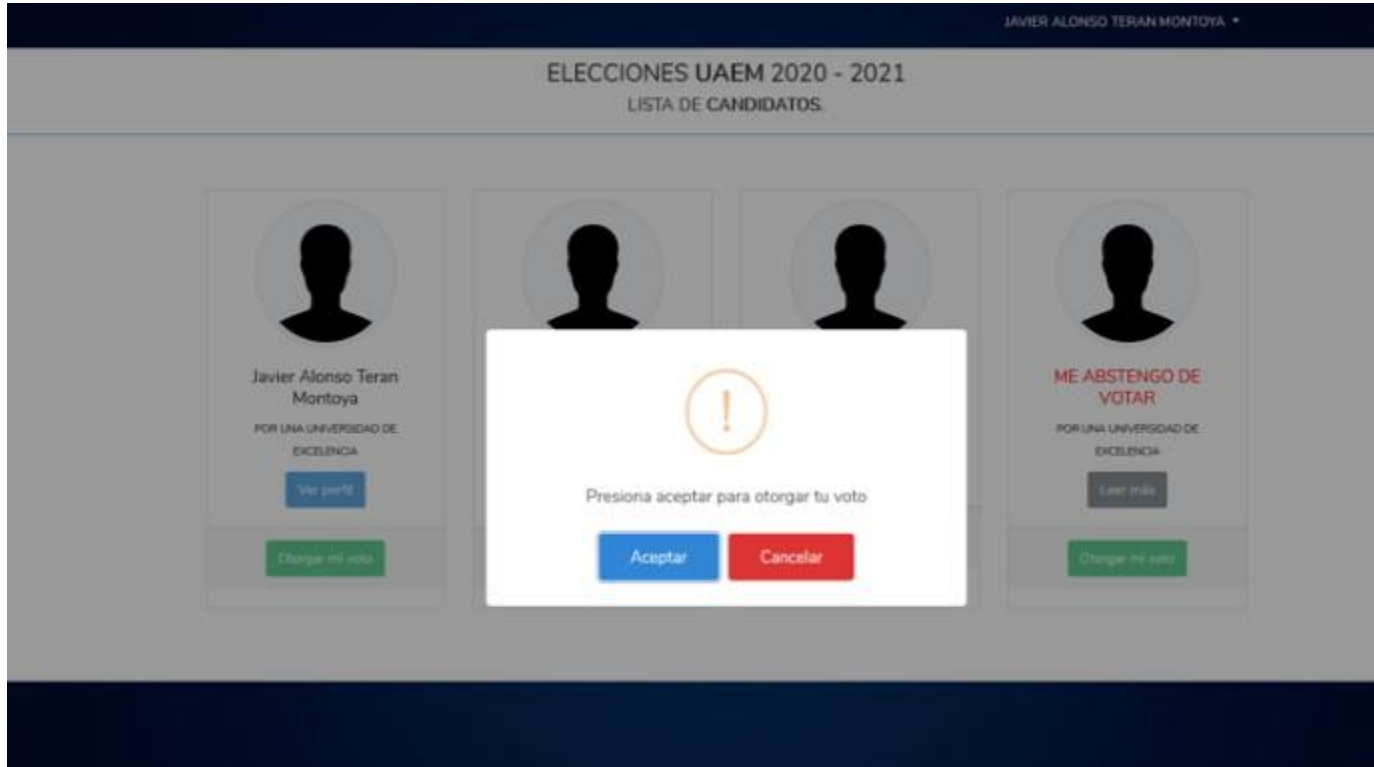 JAVIER ALONSO TERAN MONTOYA
ELECCIONES UAEM 2020 - 2021
LISTA DE CANDIDATOS.
Javier Alonso Teran
Montoya
POR UNA UNIVERSIDAD DE
EXCELENCIA
Ver perfil
Otorgar mi voto
ME ABSTENGO DE
VOTAR
POR UNA UNIVERSIDAD DE
EXCELENCIA
Leer más
Otorgar mi voto
!
Presiona aceptar para otorgar tu voto
Aceptar
Cancelar